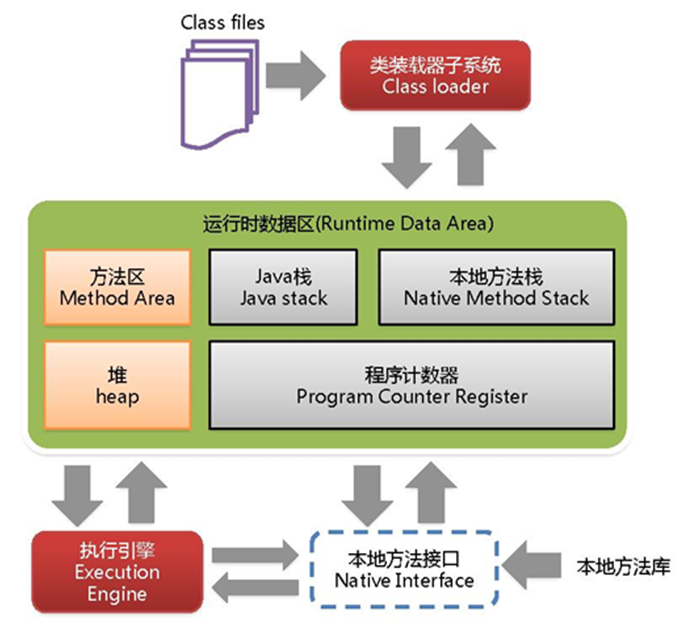 Class files
类装载器子系统
Class loader
运行时数据区(Runtime Data Area)
方法区
Method Area
Java栈
Java stack
本地方法栈
Native Method Stack
堆
heap
程序计数器
Program Counter Register
执行引擎
Execution
Engine
本地方法接口
Native Interface
本地方法库